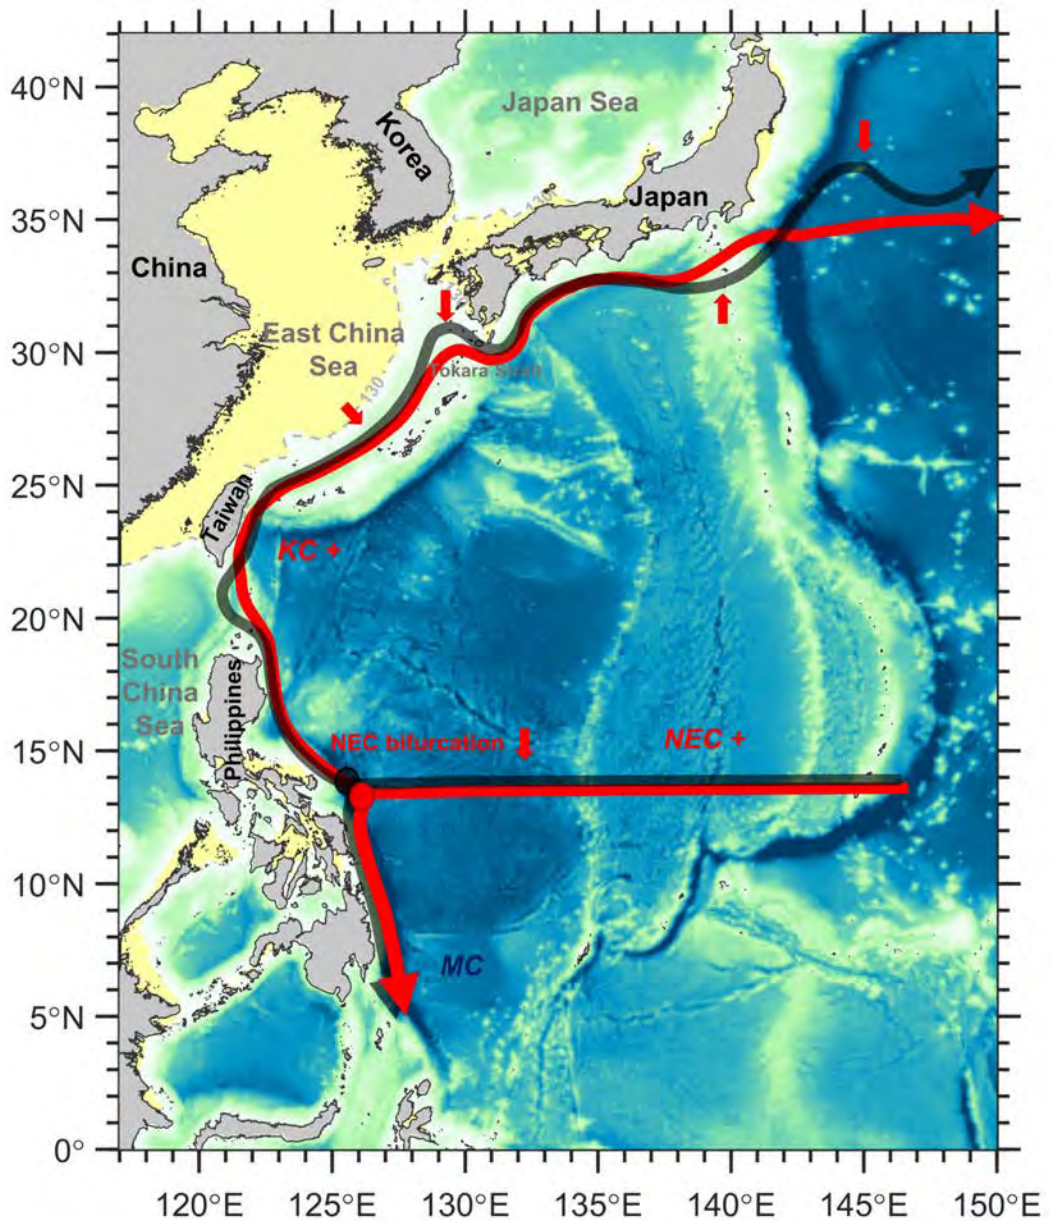 40°N
35°N
30°N
25°N
20°N
15°N
10°N
5°N
0°
120°E
125°E
130°E
135°E
140°E
145°E
150°E
Japan Sea
Korea
Japan
130
China
East China
Sea
Tokara Strait
130
Taiwan
KC +
South
China
Sea
Philippines
NEC bifurcation
NEC +
MC